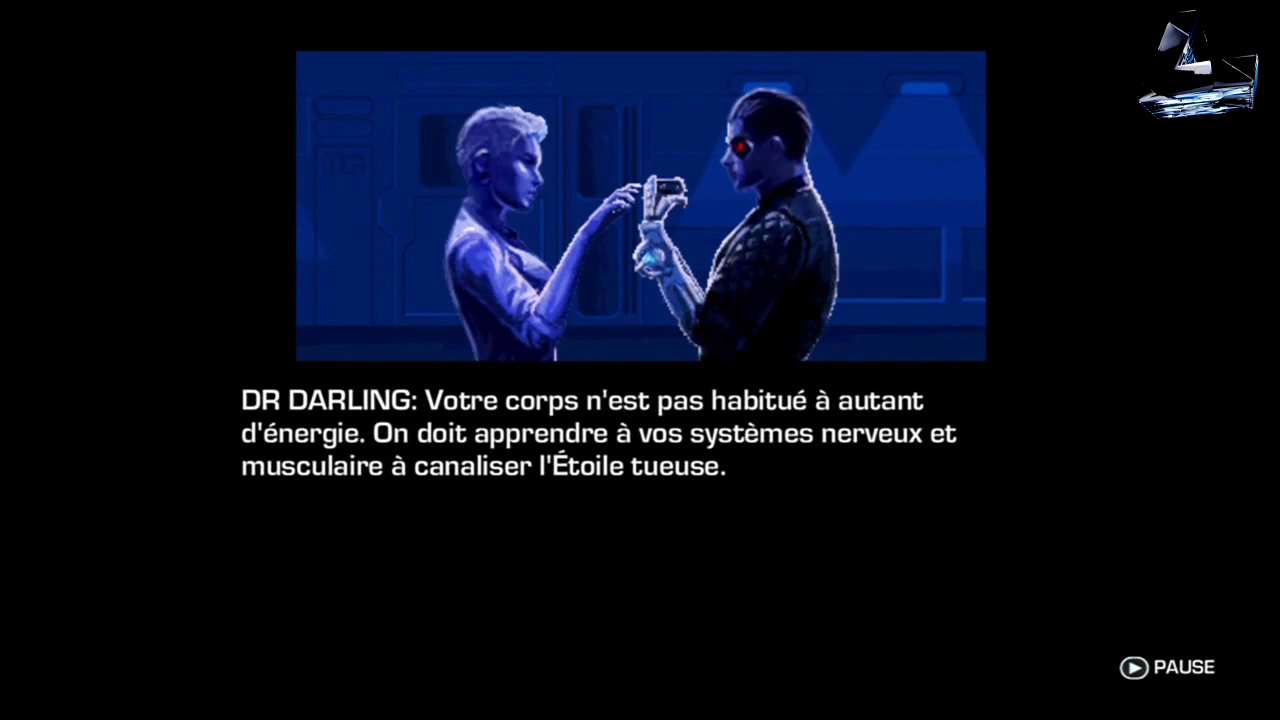 DR DARLING: Votre corps n'est pas habitué à autant
d'énergie. On doit apprendre à vos systèmes nerveux et
musculaire à canaliser l'Étoile tueuse.
PAUSE